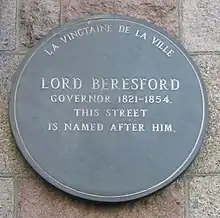 LA VINGTAINE DE LA VILLE
LORD BERESFORD
GOVERNOR 1821-1854.
THIS STREET
IS NAMED AFTER HIM.